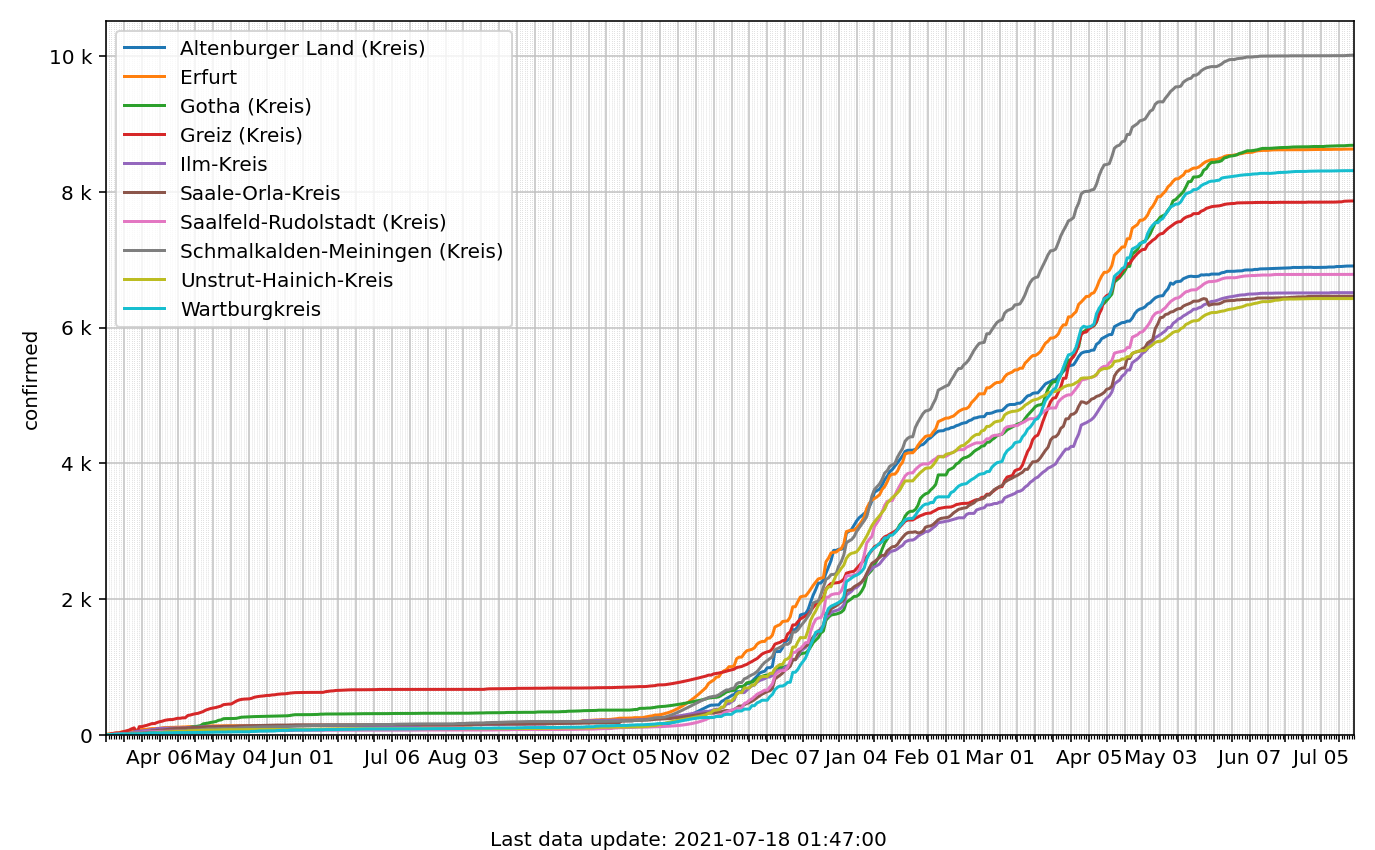 10 k
8 k
6 k
4 k
2 k
0
confirmed
Altenburger Land (Kreis)
Erfurt
Gotha (Kreis)
Greiz (Kreis)
Ilm-Kreis
Saale-Orla-Kreis
Saalfeld-Rudolstadt (Kreis)
Schmalkalden-Meiningen (Kreis)
Unstrut-Hainich-Kreis
Wartburgkreis
Apr 06 May 04 Jun 01 Jul 06 Aug 03 Sep 07 Oct 05 Nov 02 Dec 07 Jan 04 Feb 01 Mar 01 Apr 05 May 03 Jun 07 Jul 05
Last data update: 2021-07-18 01:47:00